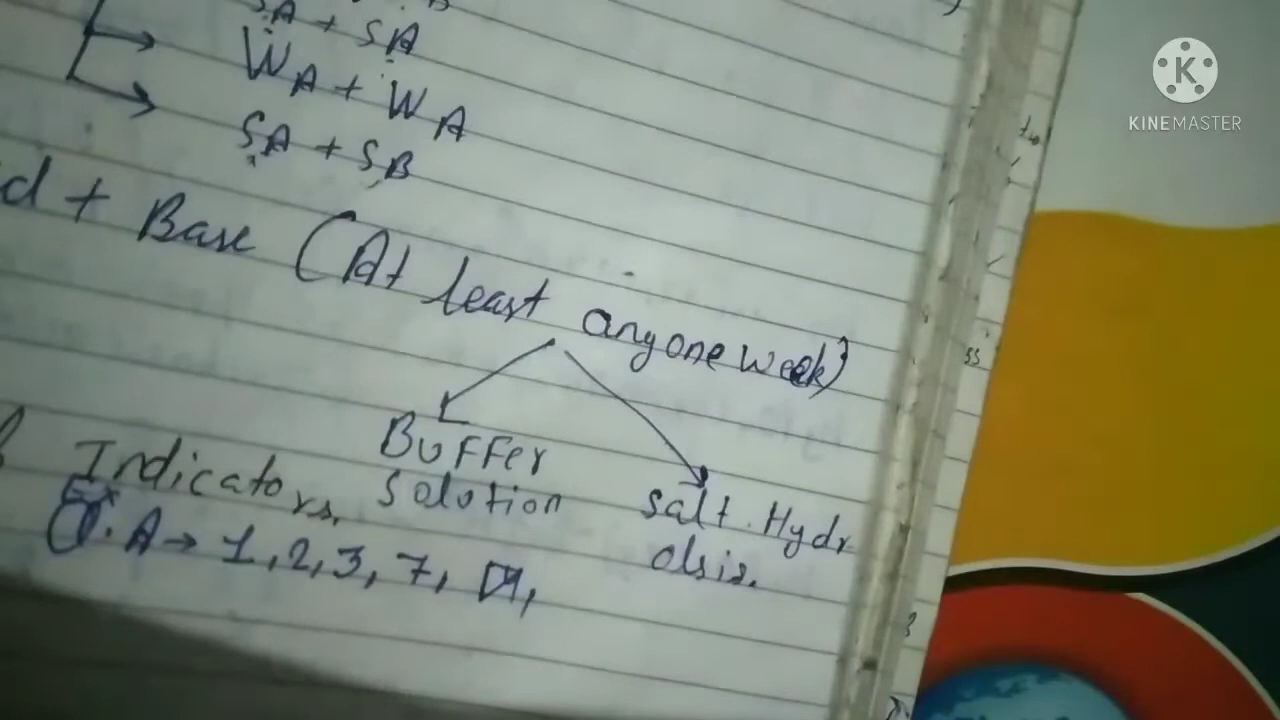 SA + SA
WA + WA
SA + SB
d + Base (At least anyone week)
Buffer
Solution
Salt. Hydr
olsis.
Indicators.
Ex
A → 1, 2, 3, 7,
KINEMASTER